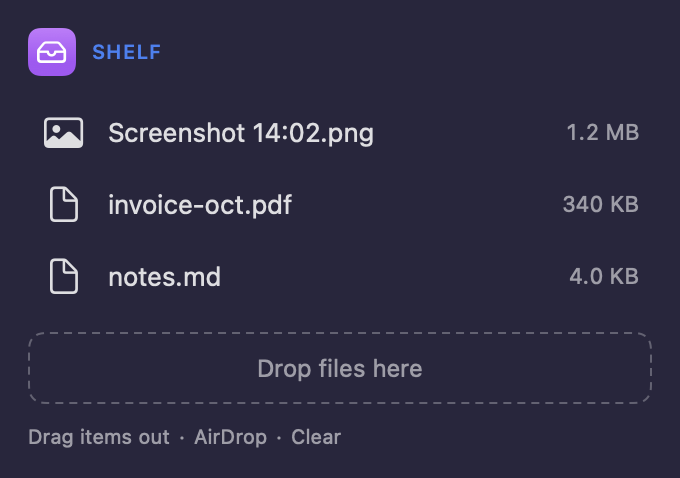 SHELF
Screenshot 14:02.png 1.2 MB
invoice-oct.pdf 340 KB
notes.md 4.0 KB
Drop files here
Drag items out · AirDrop · Clear